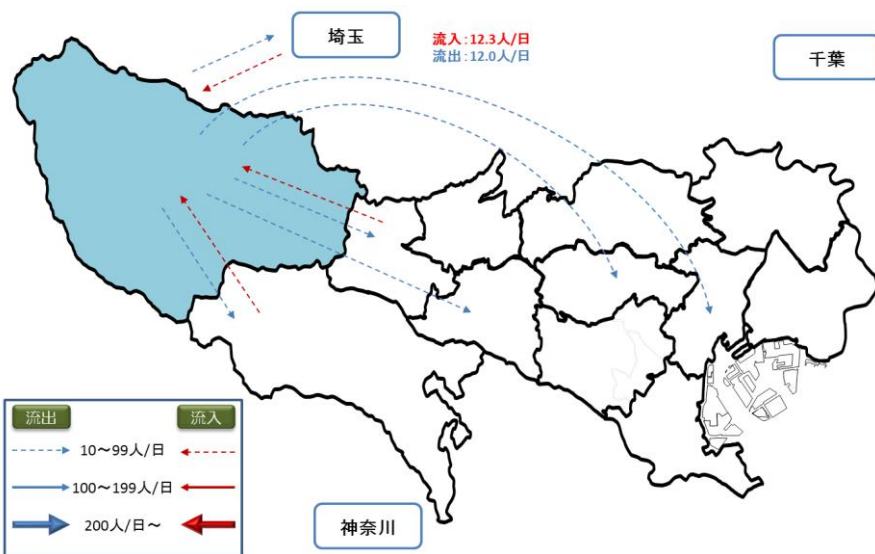 埼玉
流入：12.3人/日
流出：12.0人/日
千葉
流出 流入
10～99人/日
100～199人/日
200人/日～
神奈川